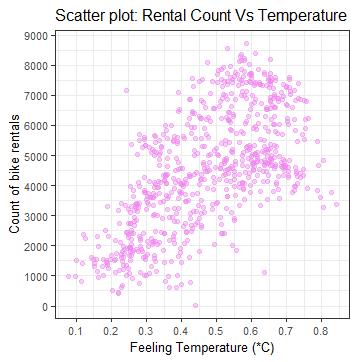 Scatter plot: Rental Count Vs Temperature
9000
8000
7000
6000
5000
4000
3000
2000
1000
0
Count of bike rentals
0.1 0.2 0.3 0.4 0.5 0.6 0.7 0.8
Feeling Temperature (*C)